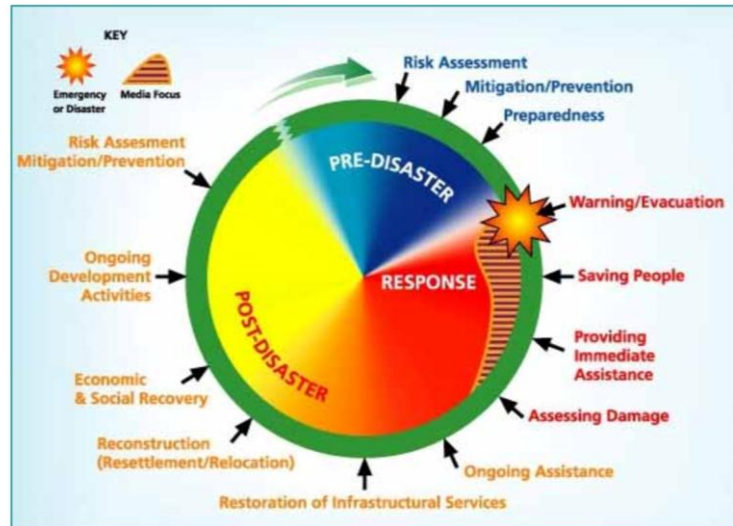 KEY
Emergency
or Disaster
Media Focus
Risk Assessment
Mitigation/Prevention
Preparedness
Warning/Evacuation
Saving People
Providing
Immediate
Assistance
Assessing Damage
Ongoing Assistance
Restoration of Infrastructural Services
Reconstruction
(Resettlement/Relocation)
Economic
& Social Recovery
Ongoing
Development
Activities
Risk Assesment
Mitigation/Prevention
PRE-DISASTER
RESPONSE
POST-DISASTER